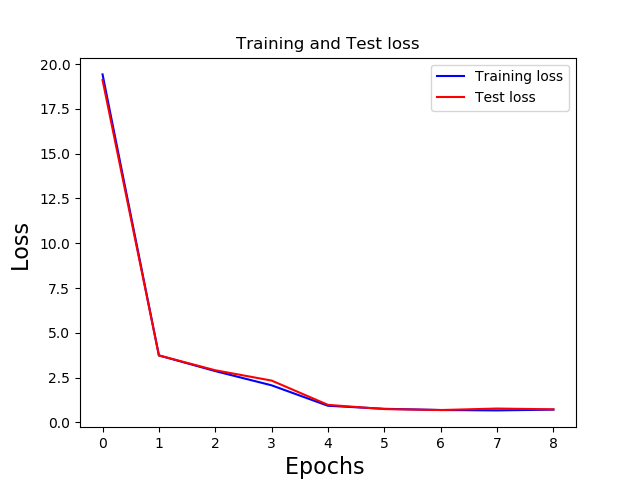 Training and Test loss
Training loss
Test loss
20.0
17.5
15.0
12.5
10.0
7.5
5.0
2.5
0.0
Loss
0 1 2 3 4 5 6 7 8
Epochs